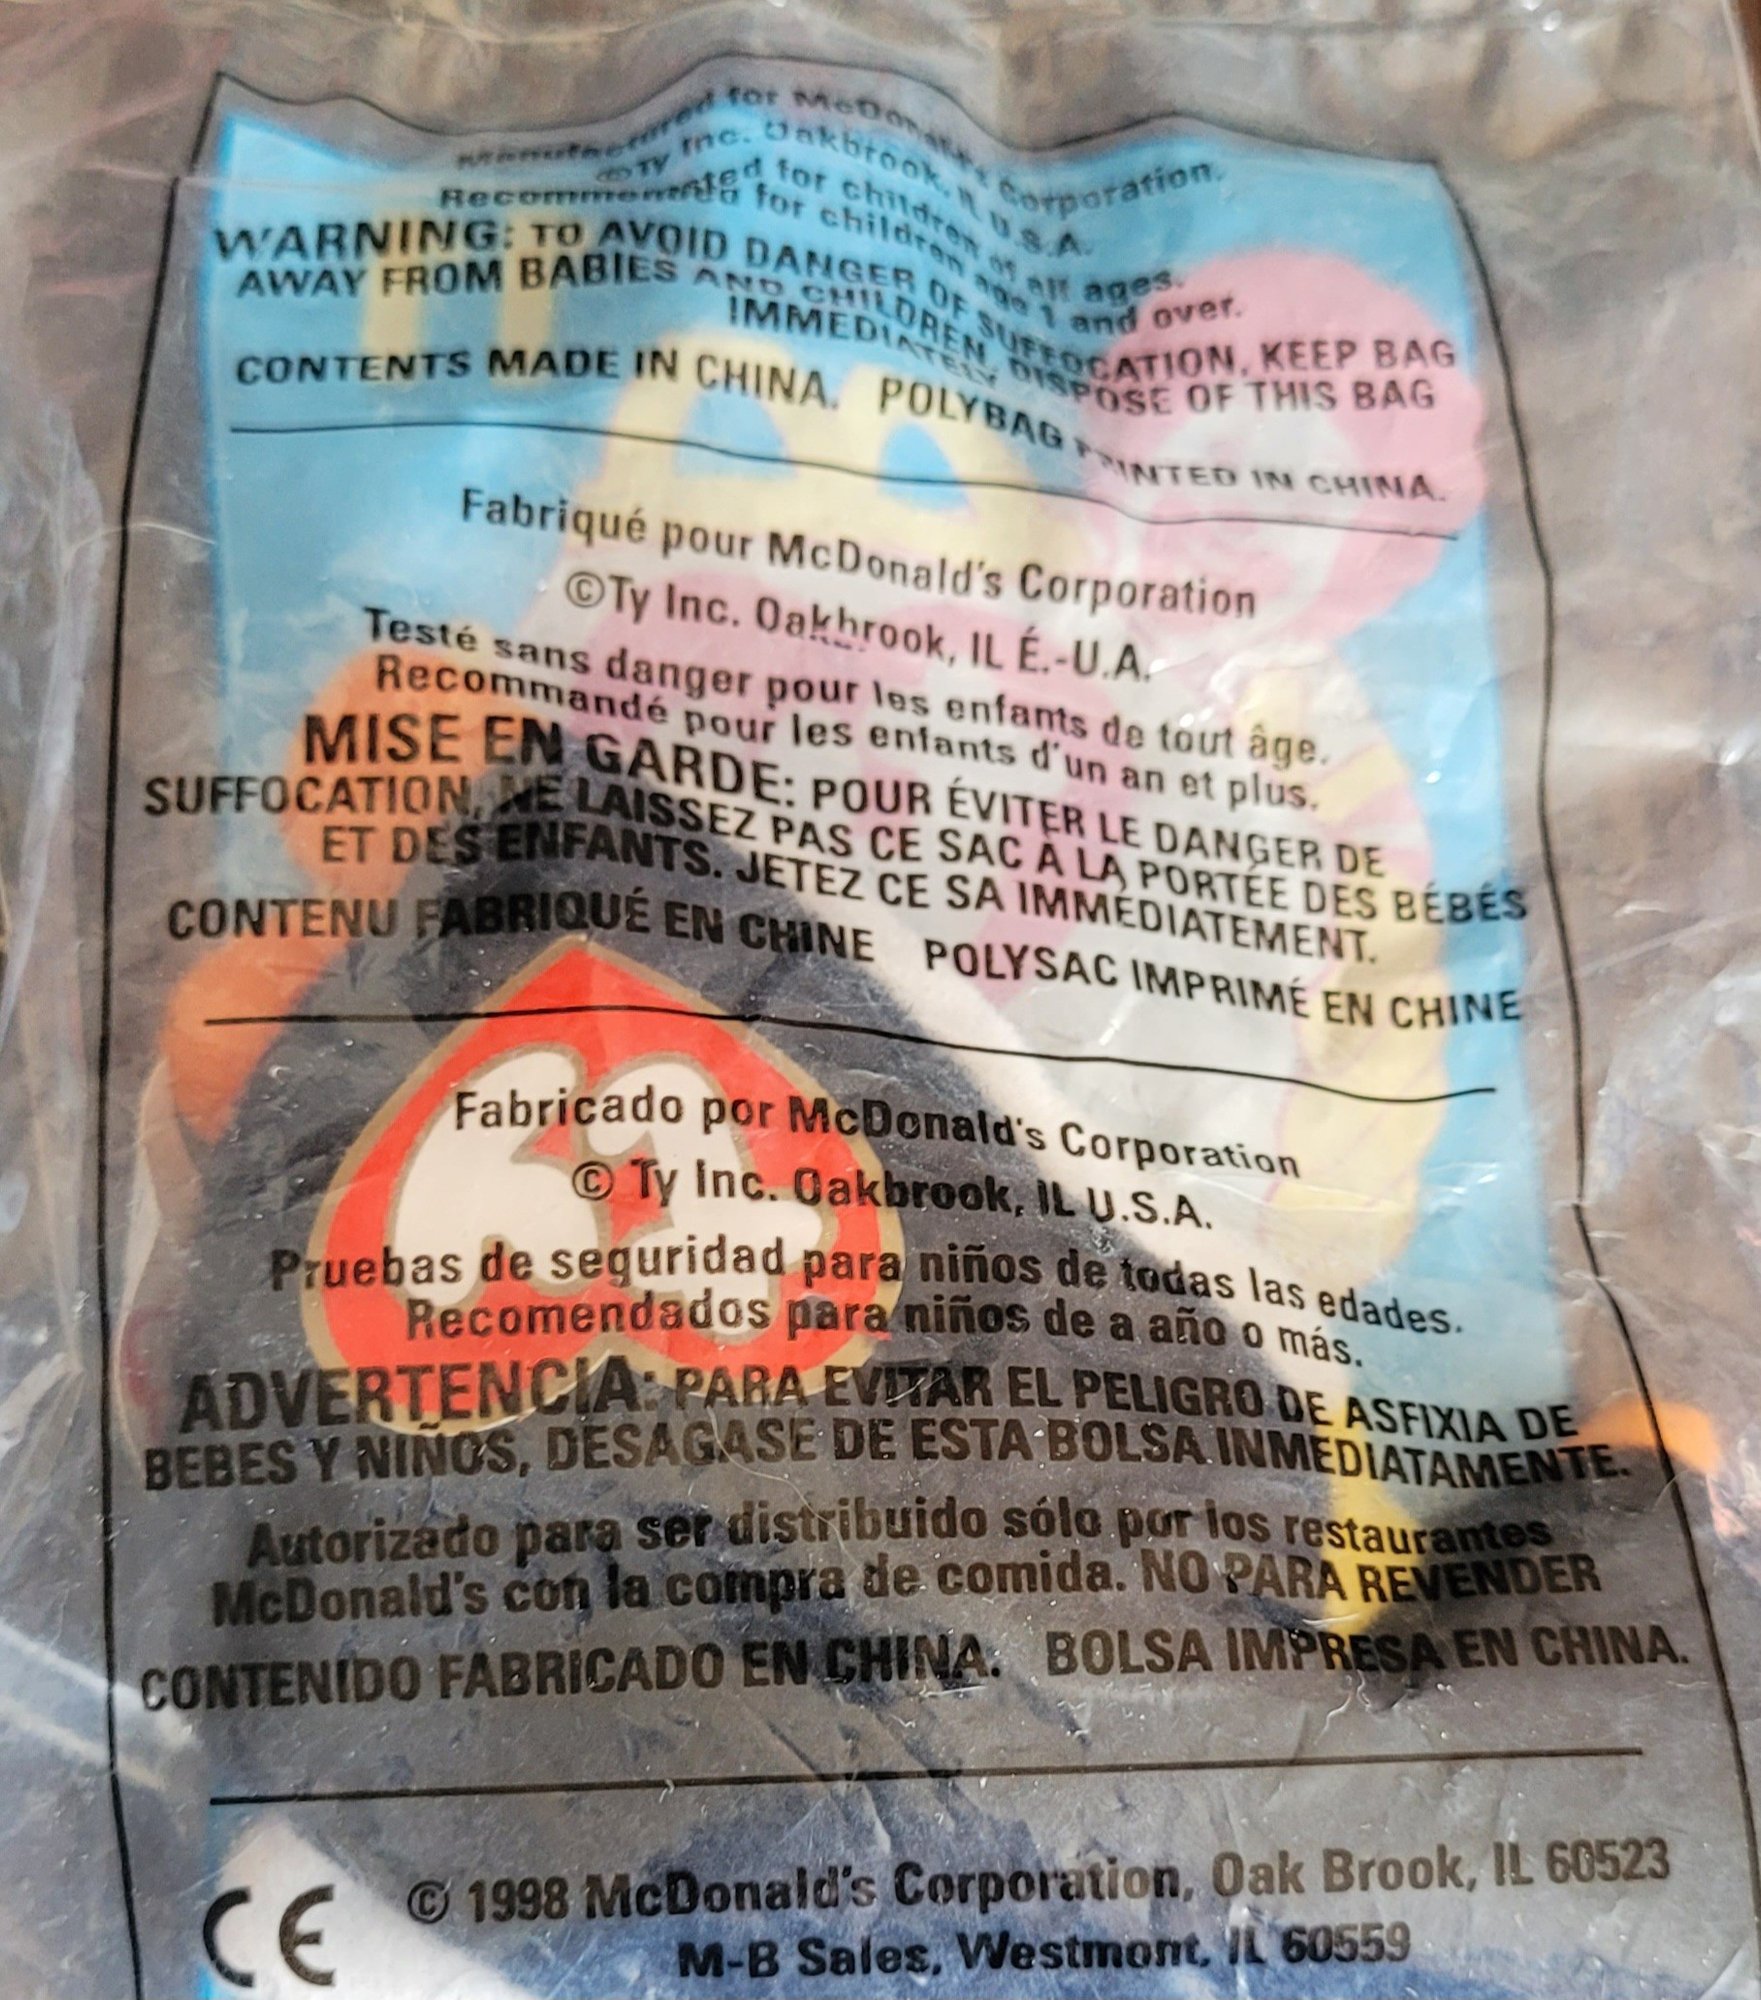 Manufactured for McDonald's Corporation.
©Ty Inc. Oakbrook, IL U.S.A.
for children of all ages.
Recommended for children age 1 and over.
WARNING: TO AVOID DANGER OF SUFFOCATION, KEEP BAG
AWAY FROM BABIES AND CHILDREN. DISPOSE OF THIS BAG
IMMEDIATELY
CONTENTS MADE IN CHINA. POLYBAG PRINTED IN CHINA.
Fabriqué pour McDonald's Corporation
©Ty Inc. Oakbrook, IL É.-U.A.
Testé sans danger pour les enfants de tout âge.
Recommandé pour les enfants d'un an et plus.
MISE EN GARDE: POUR ÉVITER LE DANGER DE
SUFFOCATION, NE LAISSEZ PAS CE SAC À LA PORTÉE DES BÉBÉS
ET DES ENFANTS. JETEZ CE SA IMMÉDIATEMENT.
CONTENU FABRIQUÉ EN CHINE POLYSAC IMPRIMÉ EN CHINE
Fabricado por McDonald's Corporation
© Ty Inc. Oakbrook, IL U.S.A.
Pruebas de seguridad para niños de todas las edades.
Recomendados para niños de a año o más.
ADVERTENCIA: PARA EVITAR EL PELIGRO DE ASFIXIA DE
BEBES Y NIÑOS, DESAGASE DE ESTA BOLSA INMEDIATAMENTE.
Autorizado para ser distribuido sólo por los restaurantes
McDonald's con la compra de comida. NO PARA REVENDER
CONTENIDO FABRICADO EN CHINA. BOLSA IMPRESA EN CHINA.
CE © 1998 McDonald's Corporation, Oak Brook, IL 60523
M-B Sales, Westmont, IL 60559